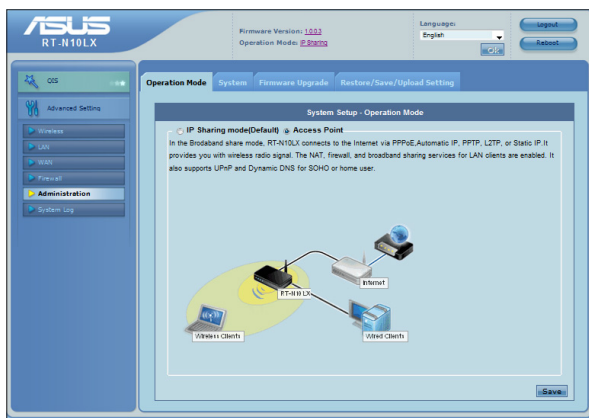 ASUS
RT-N10LX
Firmware Version: 1.0.0.3
Operation Mode: IP Sharing
Language:
English
Logout
Reboot
QIS
Advanced Setting
Wireless
LAN
WAN
Firewall
Administration
System Log
Operation Mode System Firmware Upgrade Restore/Save/Upload Setting
System Setup - Operation Mode
IP Sharing mode(Default) Access Point
In the Brodaband share mode, RT-N10LX connects to the Internet via PPPoE,Automatic IP, PPTP, L2TP, or Static IP.It
provides you with wireless radio signal. The NAT, firewall, and broadband sharing services for LAN clients are enabled. It
also supports UPnP and Dynamic DNS for SOHO or home user.
Internet
RT-N10 LX
Wireless Clients
Wired Clients
Save